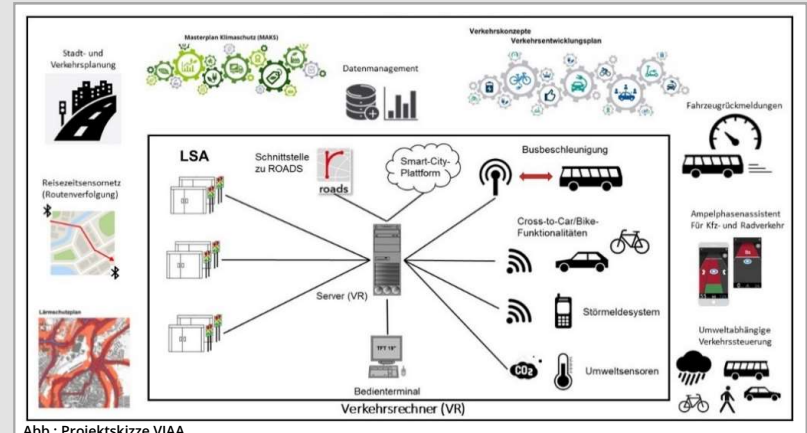 Masterplan Klimaschutz (MAKS)
Verkehrskonzepte
Verkehrsentwicklungsplan
Stadt- und
Verkehrsplanung
Datenmanagement
Fahrzeugrückmeldungen
LSA
Schnittstelle
zu ROADS
roads
Smart-City-
Plattform
Busbeschleunigung
Reisezeitsensornetz
(Routenverfolgung)
Cross-to-Car/Bike-
Funktionalitäten
Ampelphasenassistent
Für Kfz- und Radverkehr
Server (VR)
Störmeldesystem
Lärmschutzplan
TFT 19"
CO2
Umweltsensoren
Umweltabhängige
Verkehrssteuerung
Bedienterminal
Verkehrsrechner (VR)
Abb.: Projektskizze VIAA